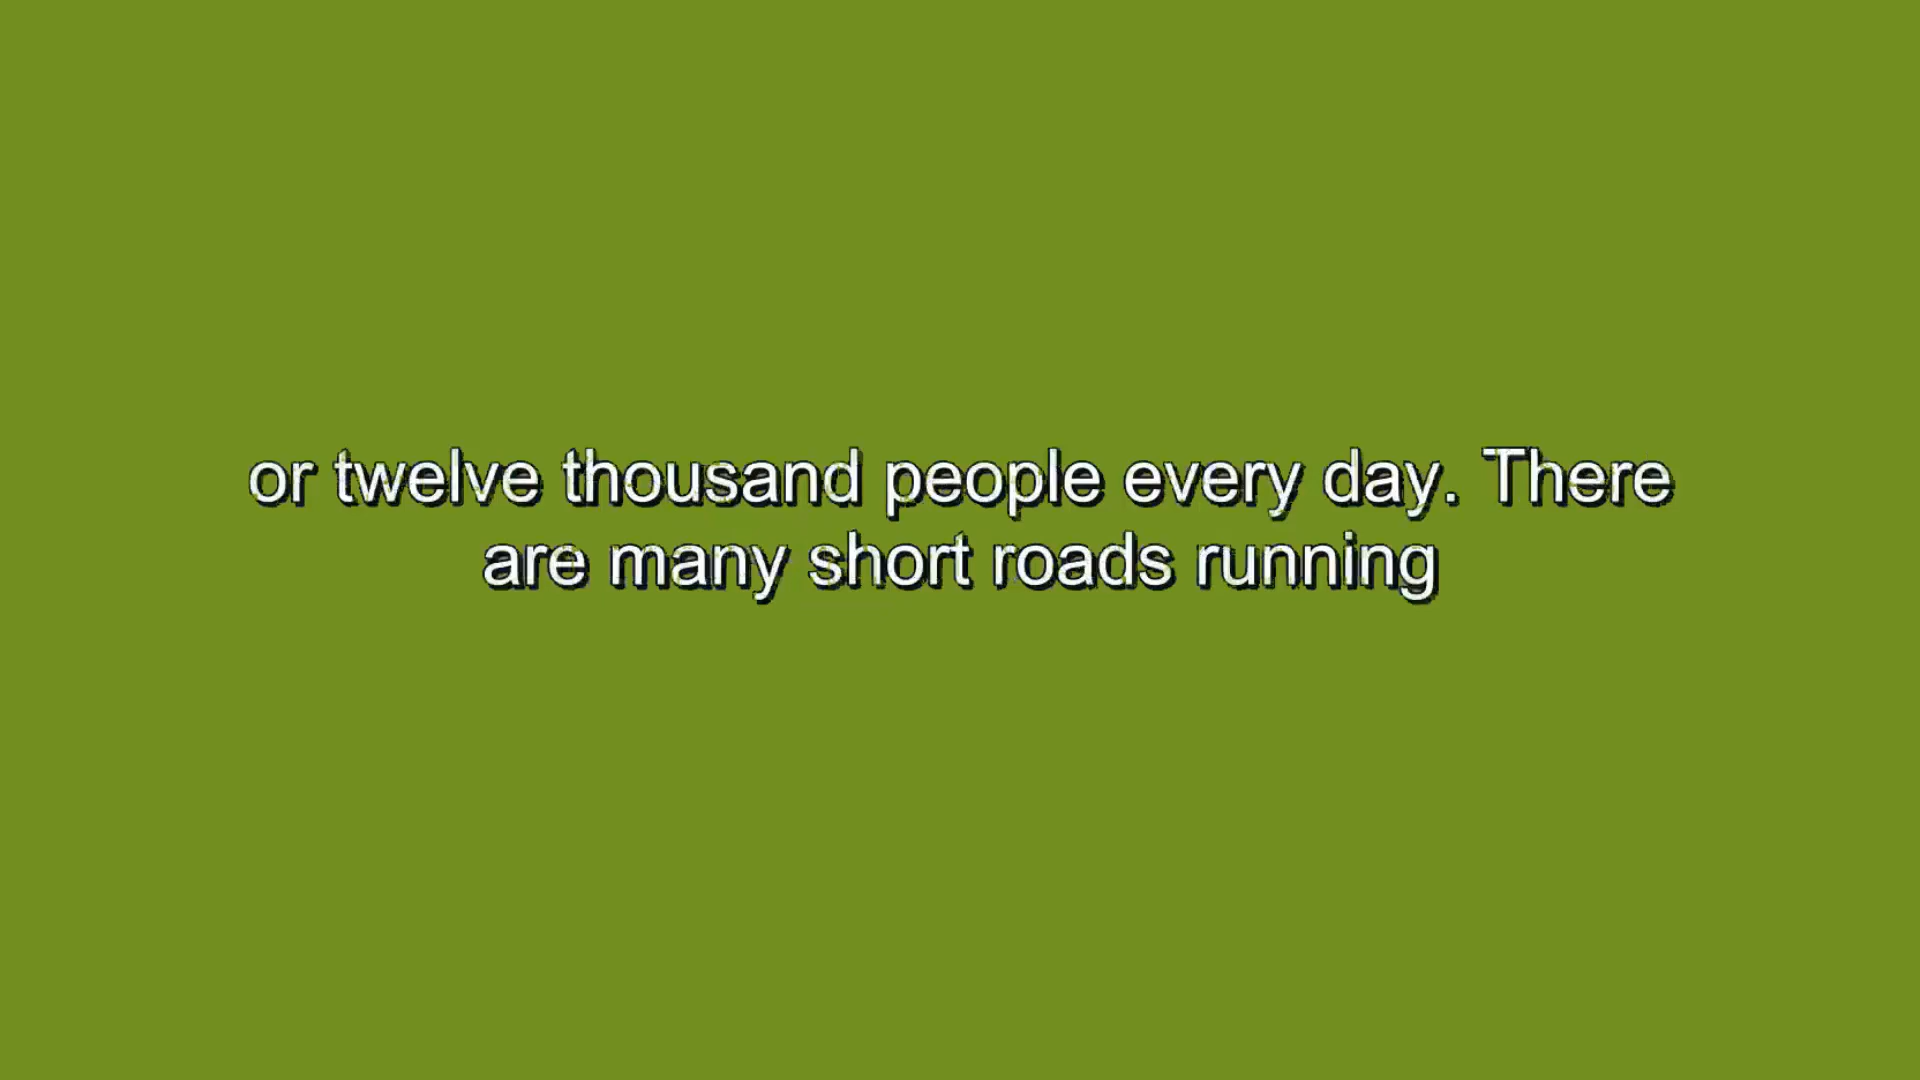 or twelve thousand people every day. There
are many short roads running